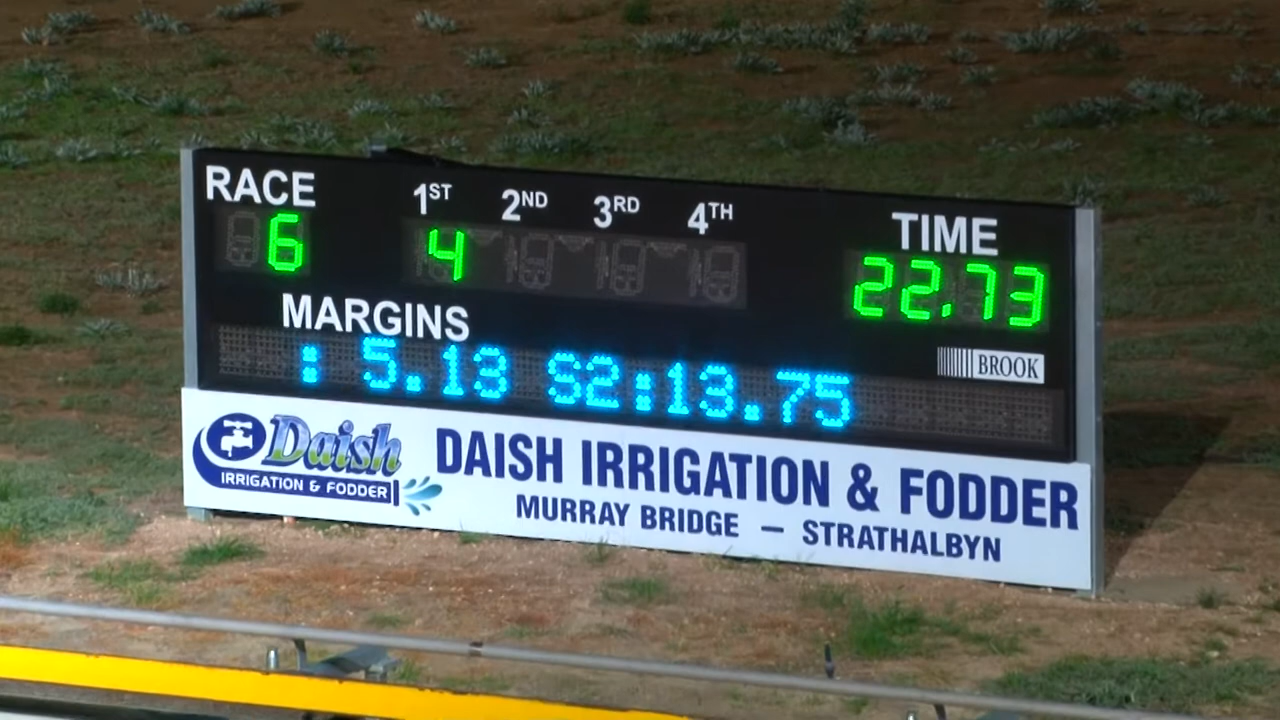 RACE 1ST 2ND 3RD 4TH TIME
6 4 22.73
MARGINS
: 5.13 S2:13.75
BROOK
Daish
IRRIGATION & FODDER
DAISH IRRIGATION & FODDER
MURRAY BRIDGE — STRATHALBYN